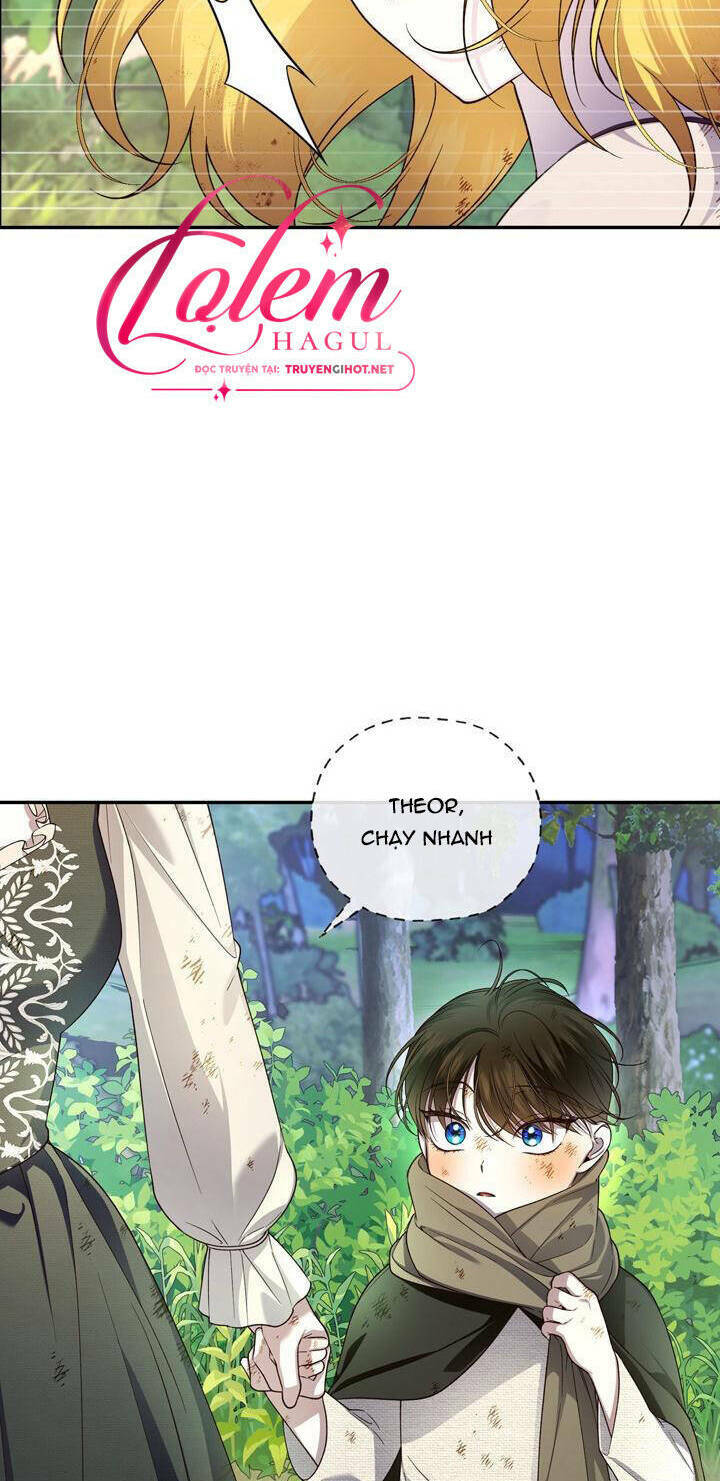 Lọlem
HAGUL
ĐỌC TRUYỆN TẠI: TRUYENGIHOT.NET
THEOR,
CHẠY NHANH